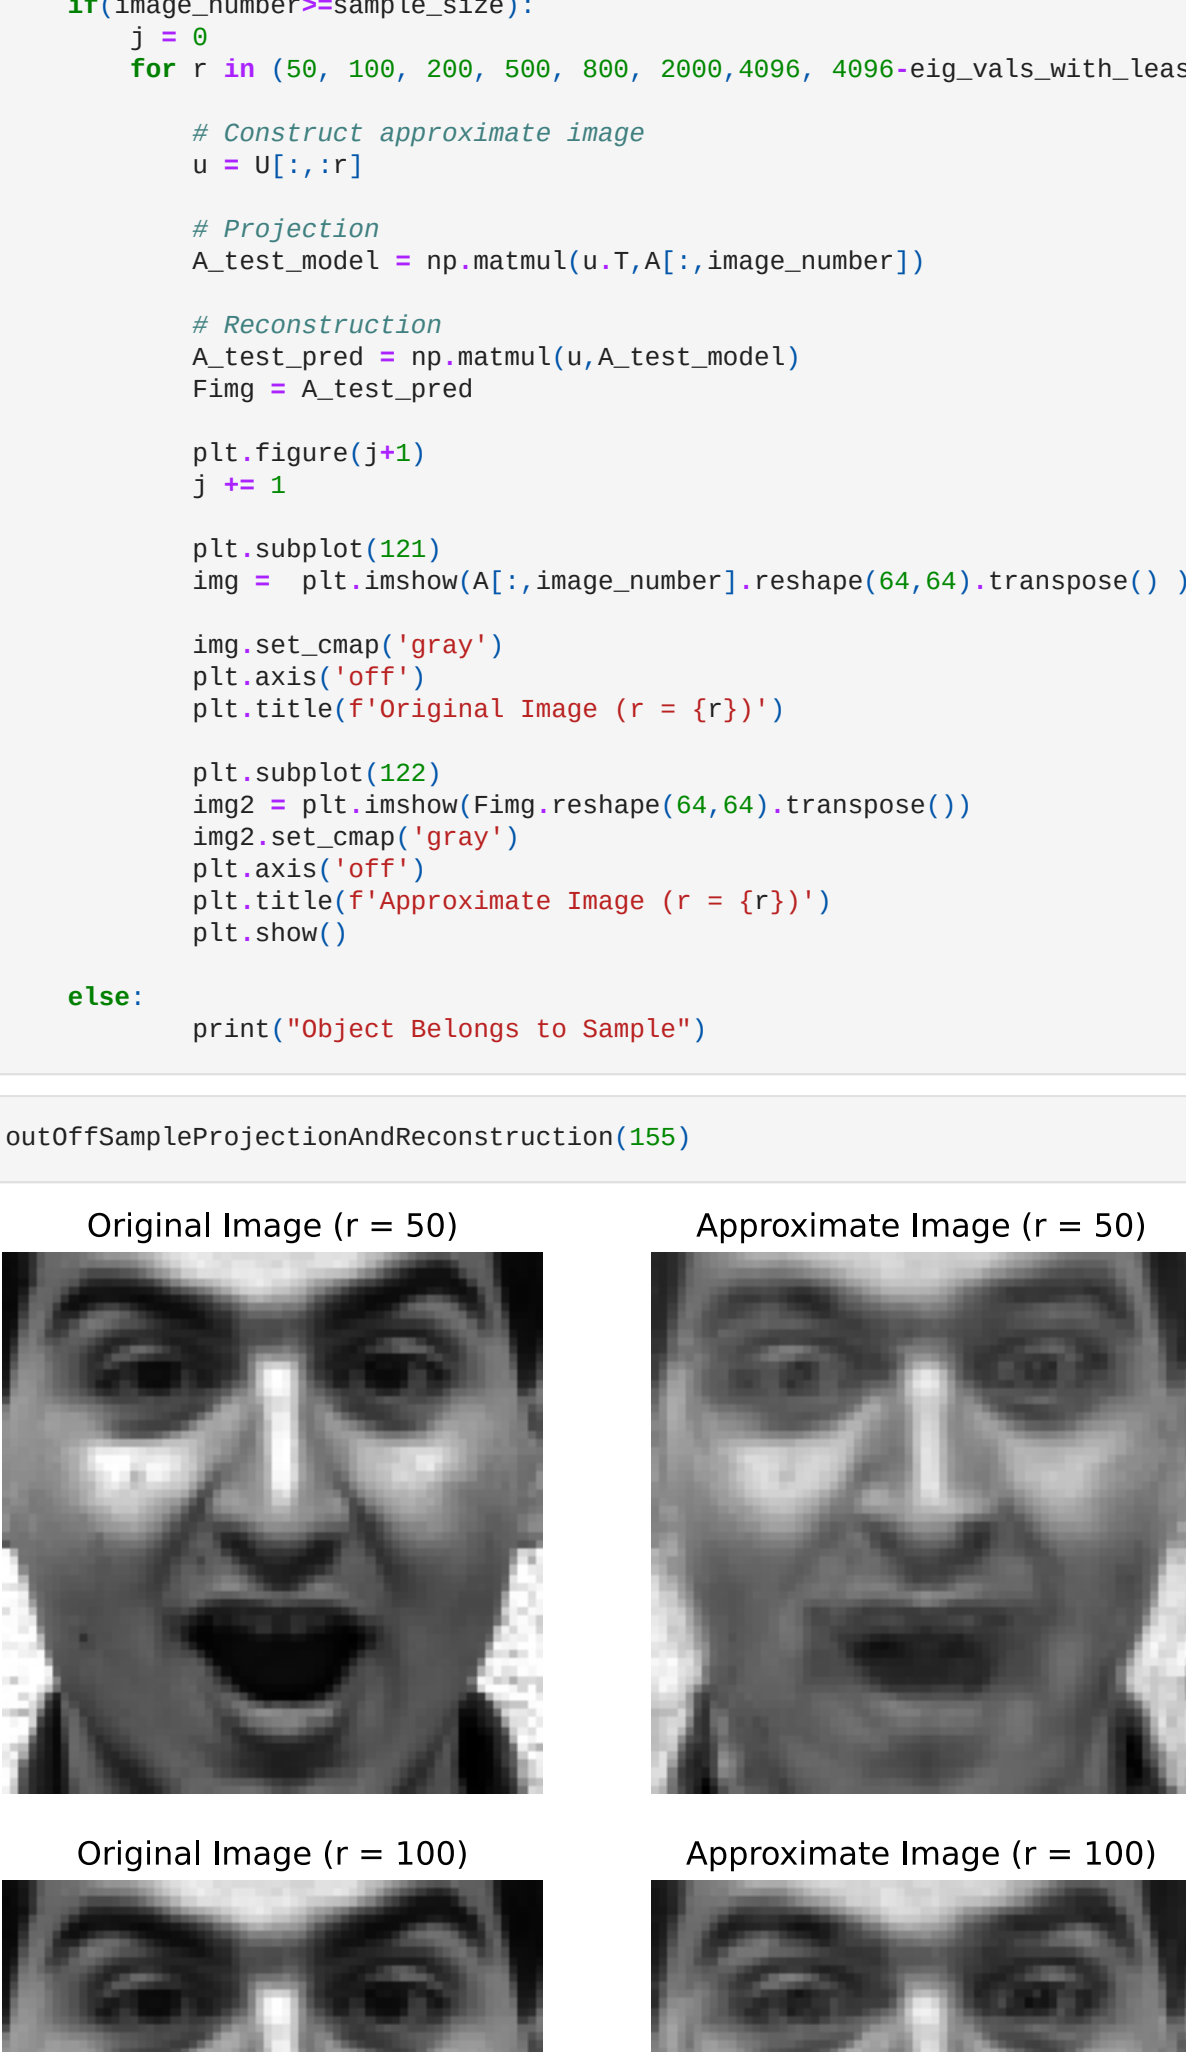 if(image_number>=sample_size):
j = 0
for r in (50, 100, 200, 500, 800, 2000,4096, 4096-eig_vals_with_leas
# Construct approximate image
u = U[:,:r]
# Projection
A_test_model = np.matmul(u.T,A[:,image_number])
# Reconstruction
A_test_pred = np.matmul(u,A_test_model)
Fimg = A_test_pred
plt.figure(j+1)
j += 1
plt.subplot(121)
img =  plt.imshow(A[:,image_number].reshape(64,64).transpose() )
img.set_cmap('gray')
plt.axis('off')
plt.title(f'Original Image (r = {r})')
plt.subplot(122)
img2 = plt.imshow(Fimg.reshape(64,64).transpose())
img2.set_cmap('gray')
plt.axis('off')
plt.title(f'Approximate Image (r = {r})')
plt.show()
else:
print("Object Belongs to Sample")
outOffSampleProjectionAndReconstruction(155)
Original Image (r = 50) Approximate Image (r = 50)
Original Image (r = 100) Approximate Image (r = 100)